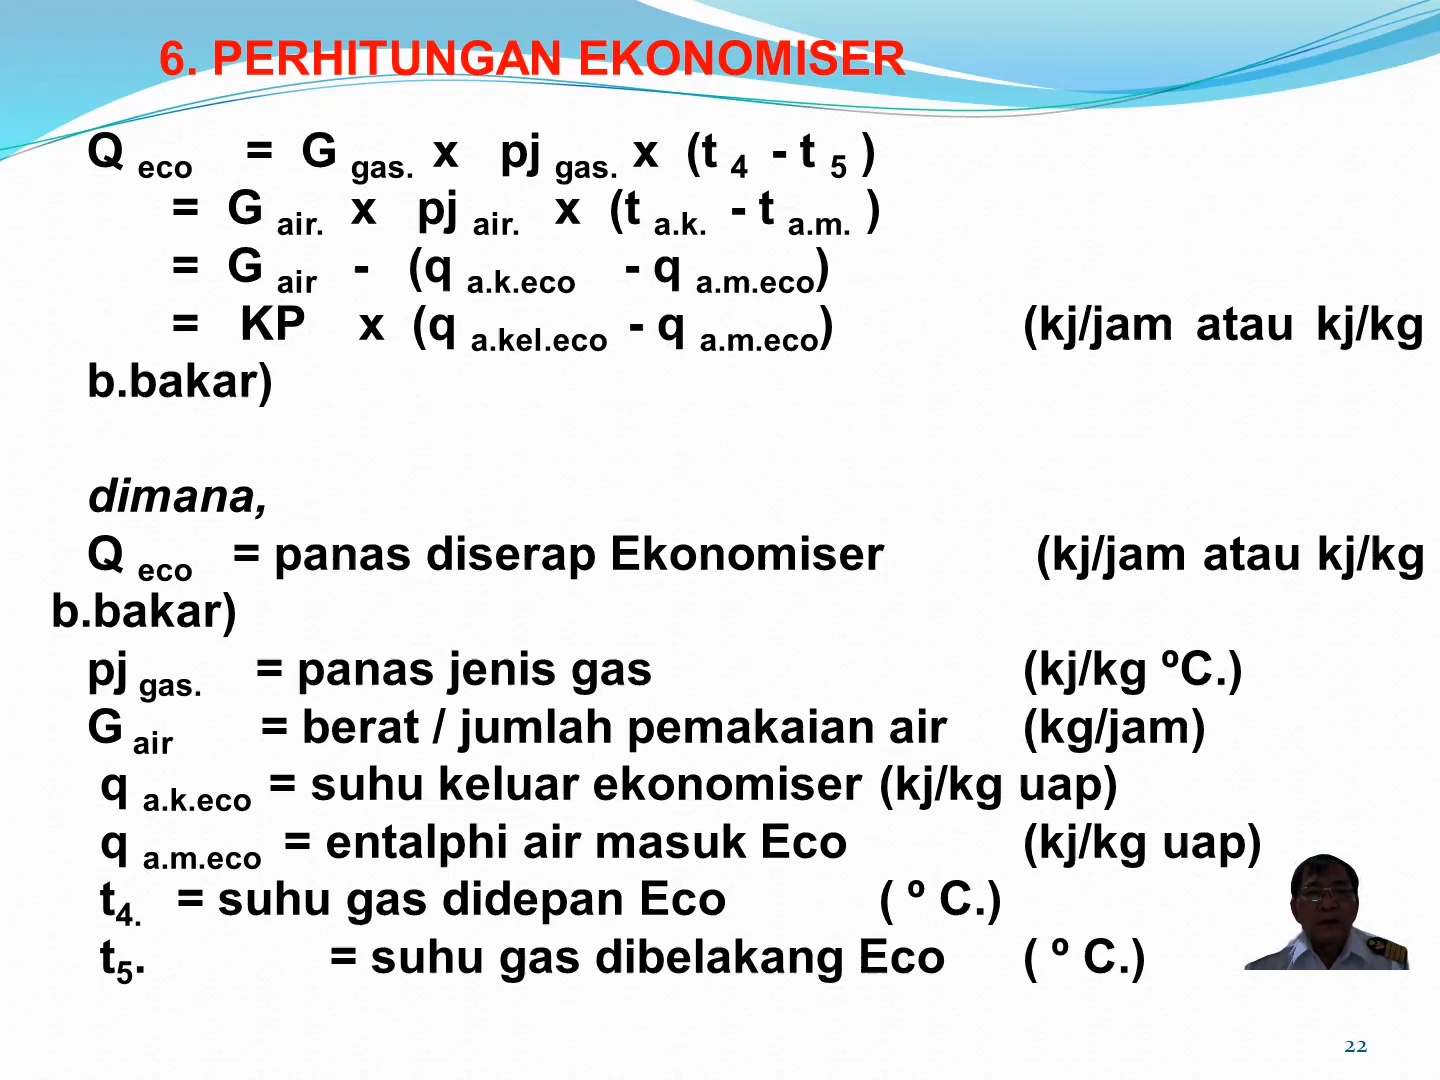 6. PERHITUNGAN EKONOMISER
Q eco = G gas. x pj gas. x (t 4 - t 5 )
= G air. x pj air. x (t a.k. - t a.m. )
= G air - (q a.k.eco - q a.m.eco)
= KP x (q a.kel.eco - q a.m.eco) (kj/jam atau kj/kg
b.bakar)
dimana,
Q eco = panas diserap Ekonomiser (kj/jam atau kj/kg
b.bakar)
pj gas. = panas jenis gas (kj/kg ºC.)
G air = berat / jumlah pemakaian air (kg/jam)
q a.k.eco = suhu keluar ekonomiser (kj/kg uap)
q a.m.eco = entalphi air masuk Eco (kj/kg uap)
t4. = suhu gas didepan Eco ( º C.)
t5. = suhu gas dibelakang Eco ( º C.)
22